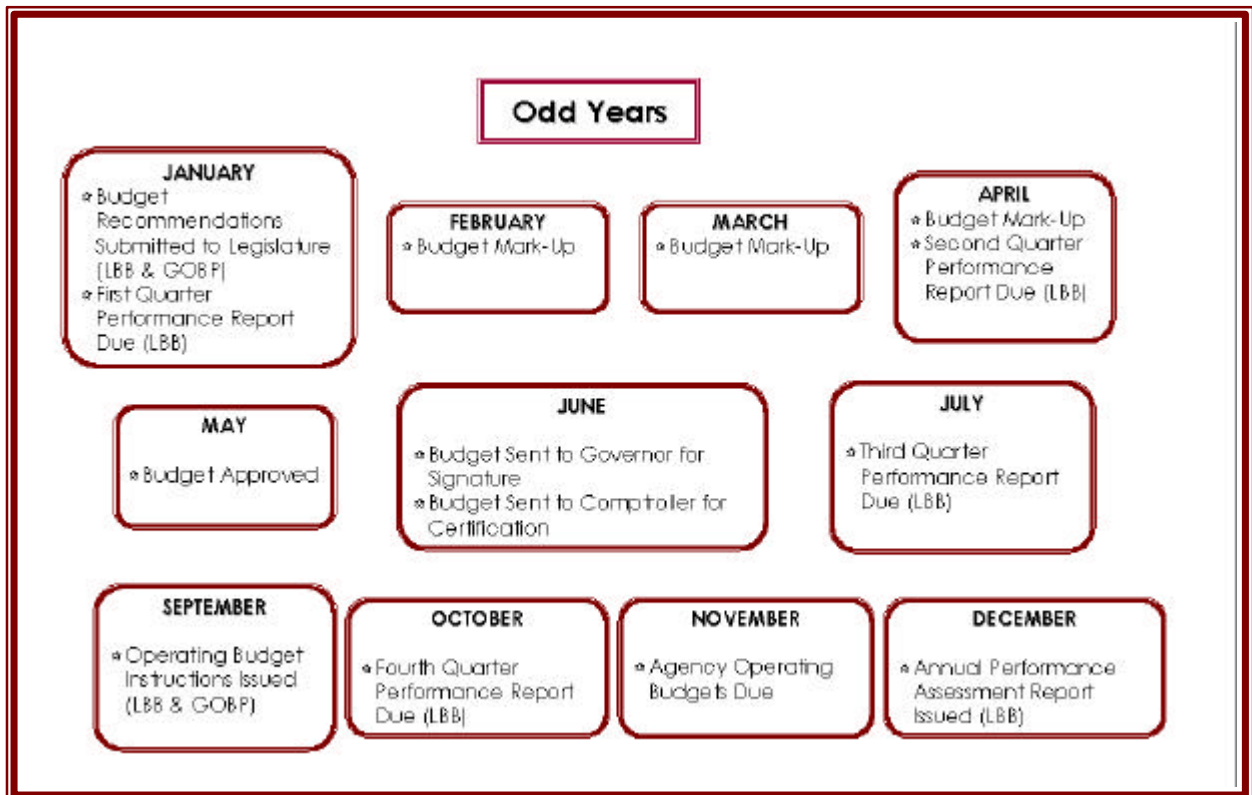 Odd Years
JANUARY
* Budget
Recommendations
Submitted to Legislature
(LBB & GOBP)
* First Quarter
Performance Report
Due (LBB)
FEBRUARY
* Budget Mark-Up
MARCH
* Budget Mark-Up
APRIL
* Budget Mark-Up
* Second Quarter
Performance
Report Due (LBB)
MAY
* Budget Approved
JUNE
* Budget Sent to Governor for
Signature
* Budget Sent to Comptroller for
Certification
JULY
* Third Quarter
Performance Report
Due (LBB)
SEPTEMBER
* Operating Budget
Instructions Issued
(LBB & GOBP)
OCTOBER
* Fourth Quarter
Performance Report
Due (LBB)
NOVEMBER
* Agency Operating
Budgets Due
DECEMBER
* Annual Performance
Assessment Report
Issued (LBB)